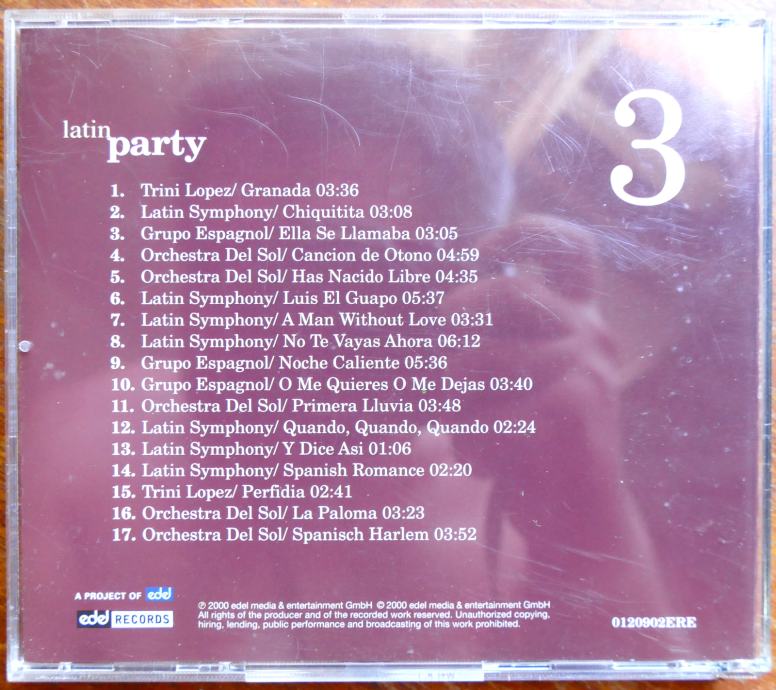 latin
party
3
1. Trini Lopez/ Granada 03:36
2. Latin Symphony/ Chiquitita 03:08
3. Grupo Espagnol/ Ella Se Llamaba 03:05
4. Orchestra Del Sol/ Cancion de Otono 04:59
5. Orchestra Del Sol/ Has Nacido Libre 04:35
6. Latin Symphony/ Luis El Guapo 05:37
7. Latin Symphony/ A Man Without Love 03:31
8. Latin Symphony/ No Te Vayas Ahora 06:12
9. Grupo Espagnol/ Noche Caliente 05:36
10. Grupo Espagnol/ O Me Quieres O Me Dejas 03:40
11. Orchestra Del Sol/ Primera Lluvia 03:48
12. Latin Symphony/ Quando, Quando, Quando 02:24
13. Latin Symphony/ Y Dice Asi 01:06
14. Latin Symphony/ Spanish Romance 02:20
15. Trini Lopez/ Perfidia 02:41
16. Orchestra Del Sol/ La Paloma 03:23
17. Orchestra Del Sol/ Spanisch Harlem 03:52
A PROJECT OF edel
edel RECORDS
℗ 2000 edel media & entertainment GmbH © 2000 edel media & entertainment GmbH
All rights of the producer and of the recorded work reserved. Unauthorized copying,
hiring, lending, public performance and broadcasting of this work prohibited.
0120902ERE